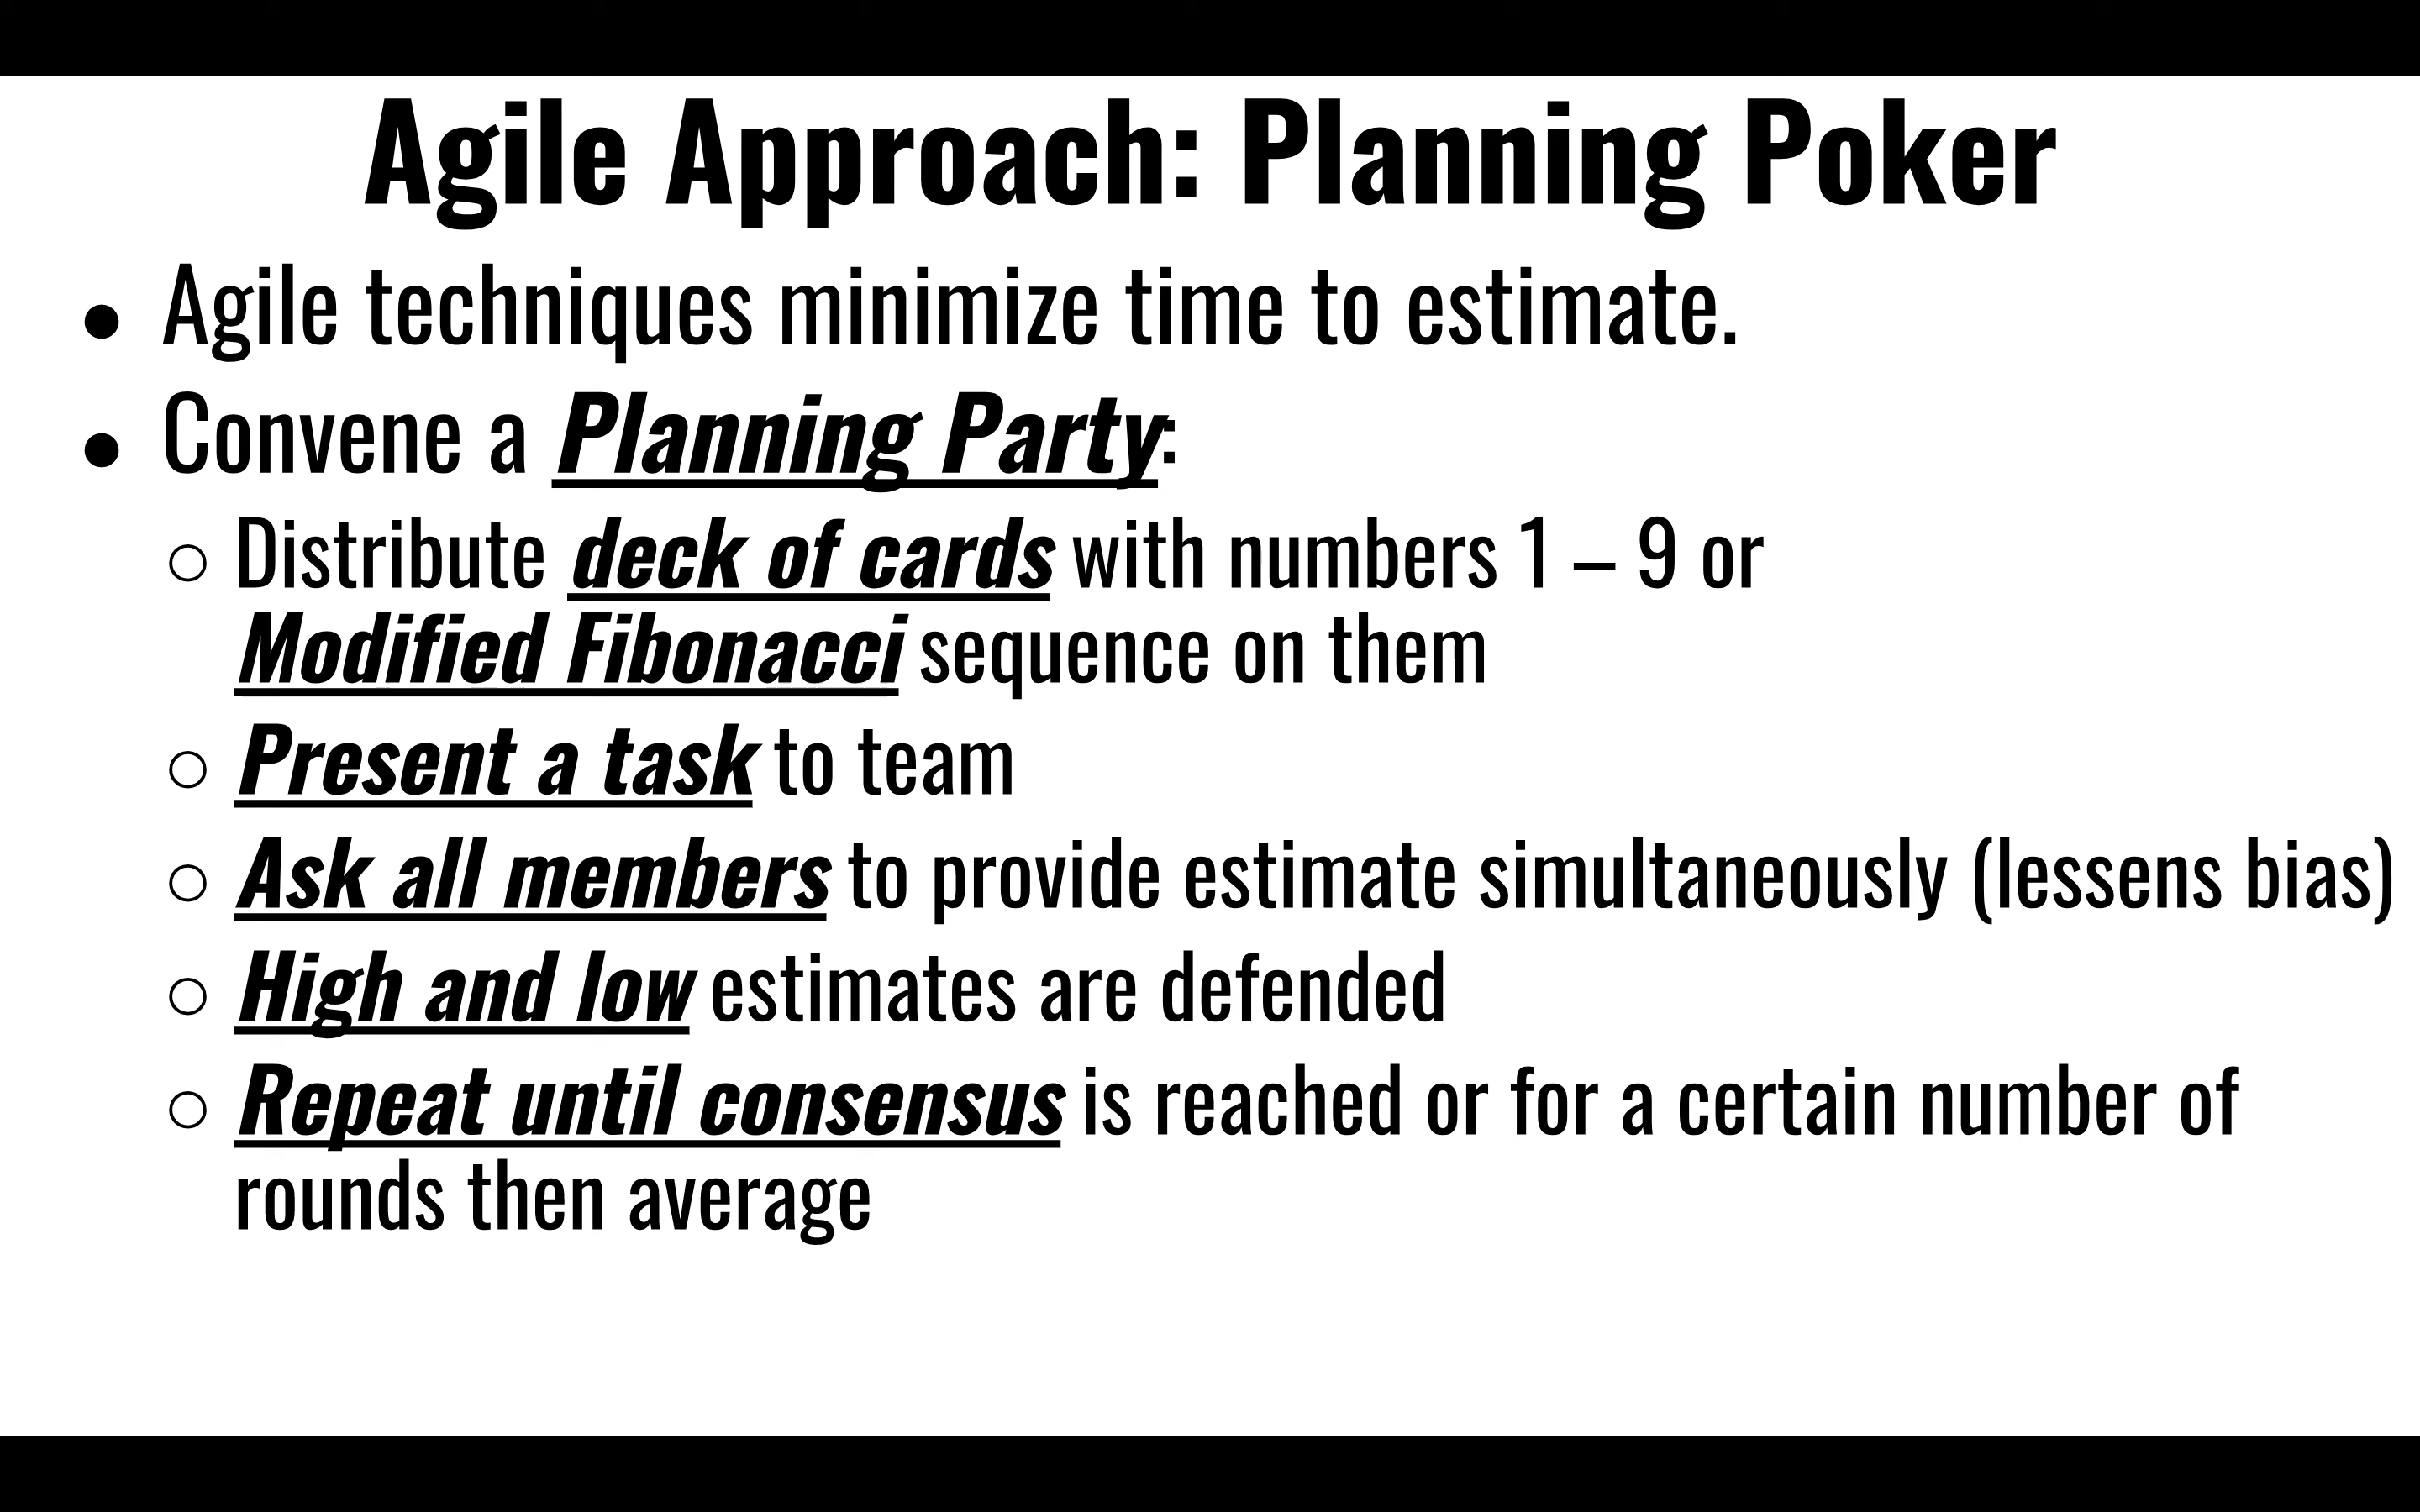 Agile Approach: Planning Poker
● Agile techniques minimize time to estimate.
● Convene a Planning Party:
○ Distribute deck of cards with numbers 1 – 9 or
Modified Fibonacci sequence on them
○ Present a task to team
○ Ask all members to provide estimate simultaneously (lessens bias)
○ High and low estimates are defended
○ Repeat until consensus is reached or for a certain number of
rounds then average